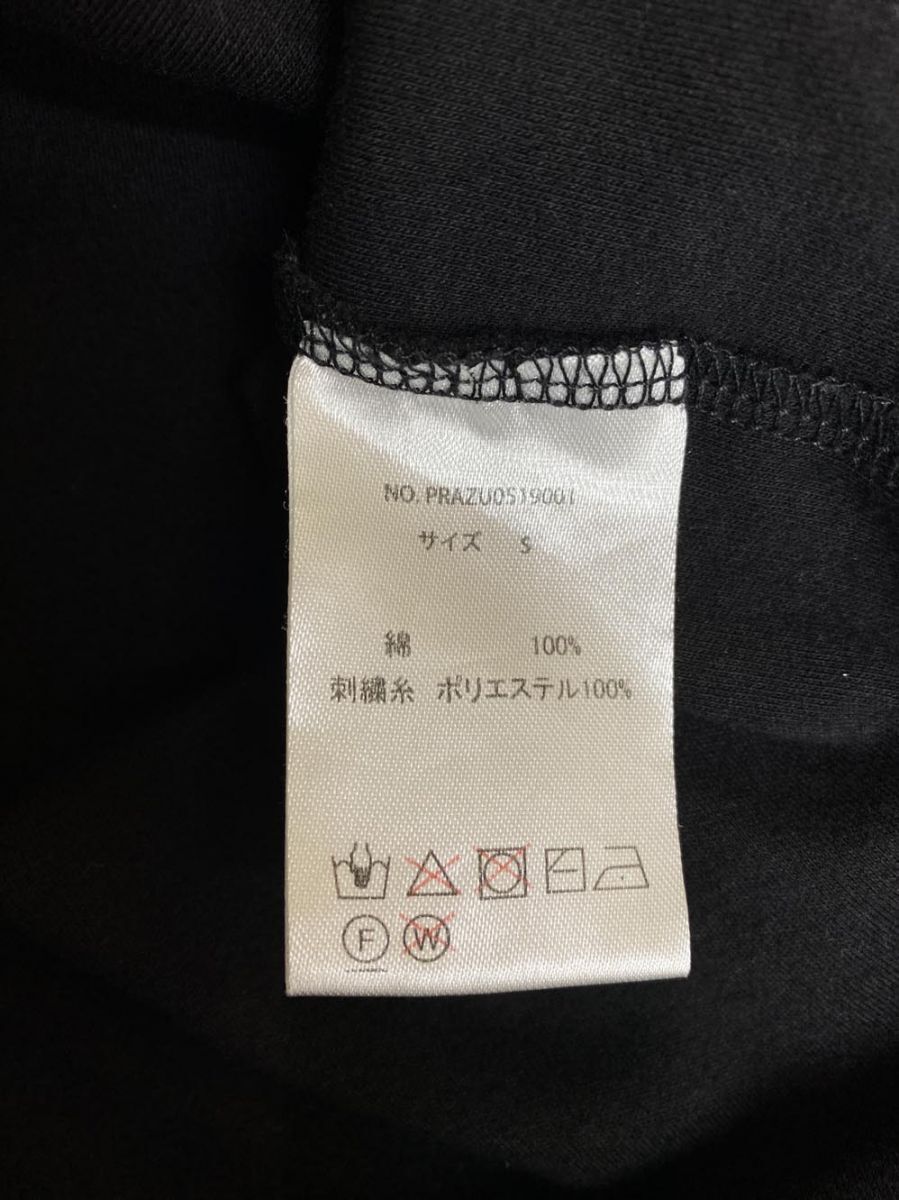 NO. PRAZU0519001
サイズ S
綿 100%
刺繍糸 ポリエステル100%
F
W